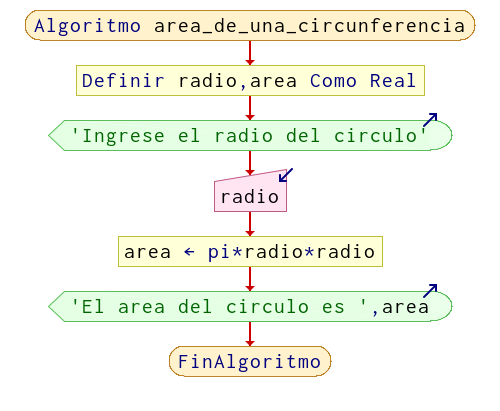 Algoritmo area_de_una_circunferencia
Definir radio,area Como Real
'Ingrese el radio del circulo'
radio
area ← pi*radio*radio
'El area del circulo es ',area
FinAlgoritmo